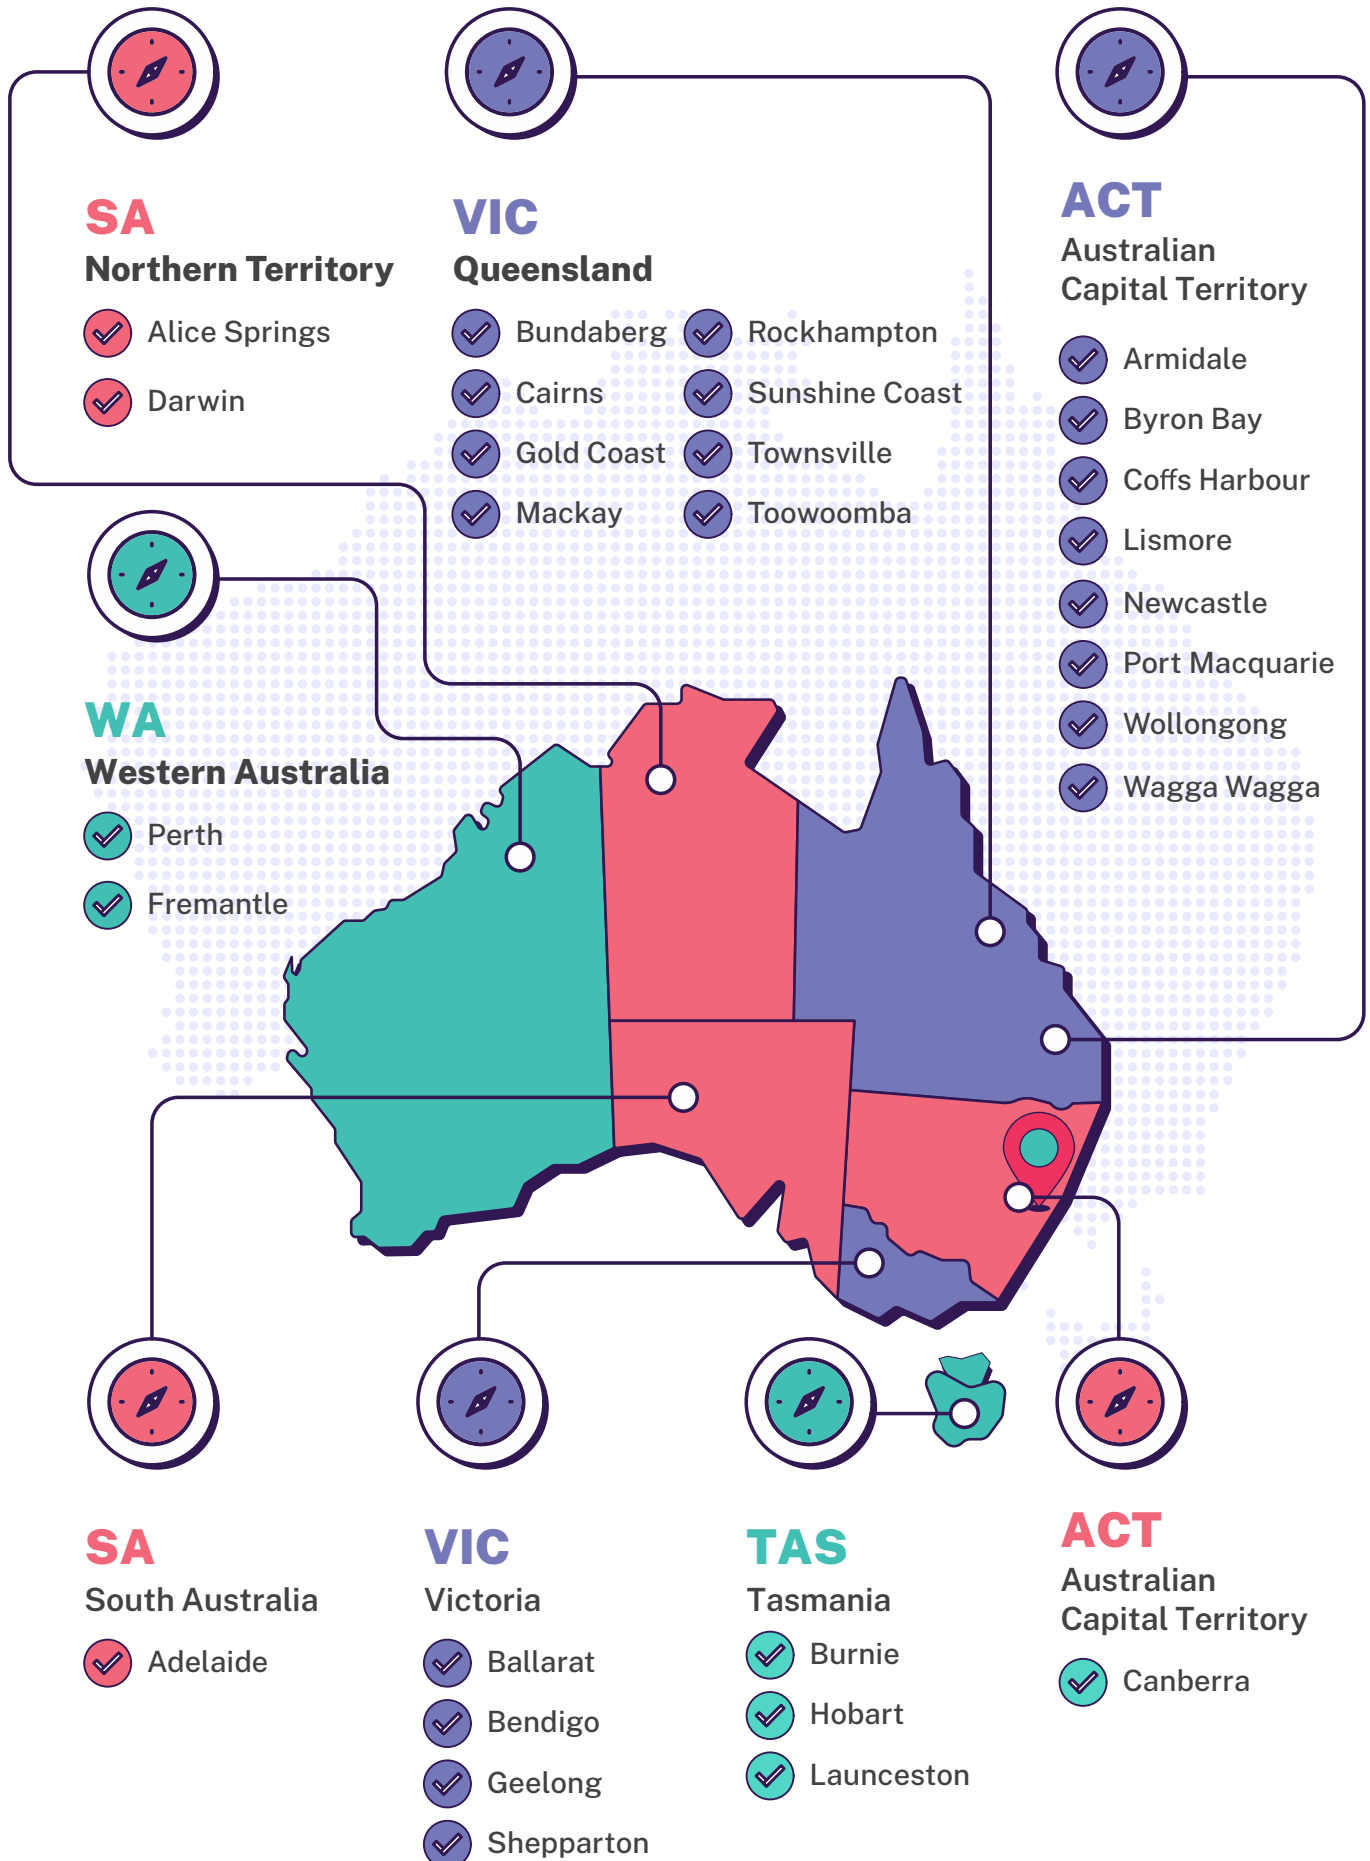 SA
Northern Territory
Alice Springs
Darwin
VIC
Queensland
Bundaberg
Cairns
Gold Coast
Mackay
Rockhampton
Sunshine Coast
Townsville
Toowoomba
ACT
Australian
Capital Territory
Armidale
Byron Bay
Coffs Harbour
Lismore
Newcastle
Port Macquarie
Wollongong
Wagga Wagga
WA
Western Australia
Perth
Fremantle
SA
South Australia
Adelaide
VIC
Victoria
Ballarat
Bendigo
Geelong
Shepparton
TAS
Tasmania
Burnie
Hobart
Launceston
ACT
Australian
Capital Territory
Canberra